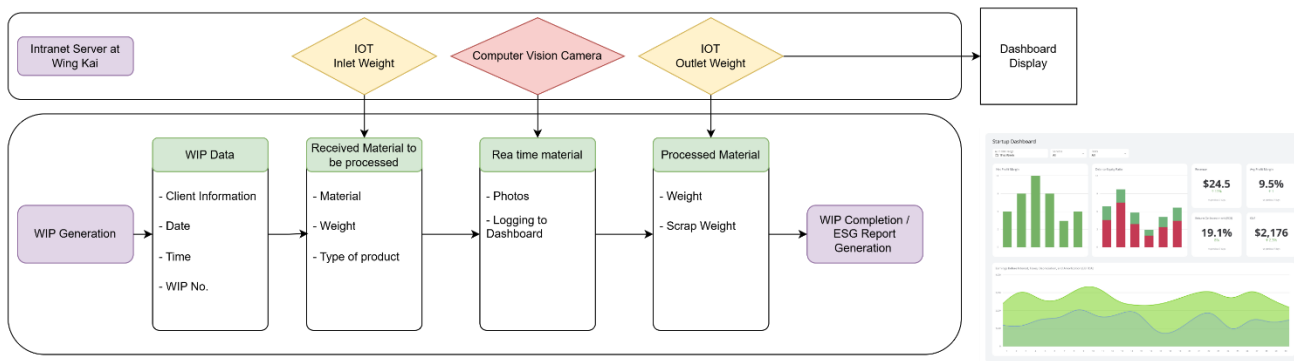 Intranet Server at
Wing Kai
IOT
Inlet Weight
Computer Vision Camera
IOT
Outlet Weight
Dashboard
Display
WIP Generation
WIP Data
- Client Information
- Date
- Time
- WIP No.
Received Material to
be processed
- Material
- Weight
- Type of product
Rea time material
- Photos
- Logging to
Dashboard
Processed Material
- Weight
- Scrap Weight
WIP Completion /
ESG Report
Generation
Startup Dashboard
$24.5
9.5%
19.1%
$2,176